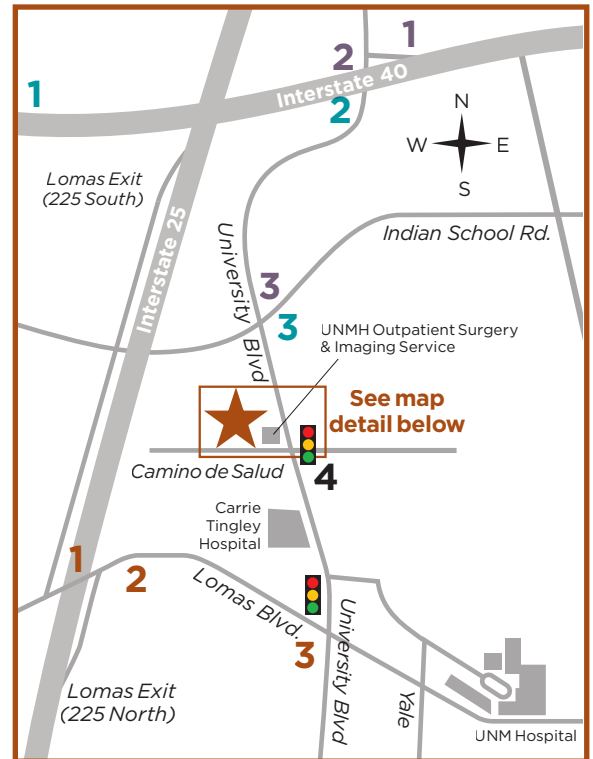 1
2
1
Interstate 40
2
N
W
E
S
Lomas Exit
(225 South)
Interstate 25
University Blvd
Indian School Rd.
3
3
UNMH Outpatient Surgery
& Imaging Service
See map
detail below
Camino de Salud
4
Carrie
Tingley
Hospital
1
2
Lomas Blvd.
3
University Blvd
Yale
Lomas Exit
(225 North)
UNM Hospital